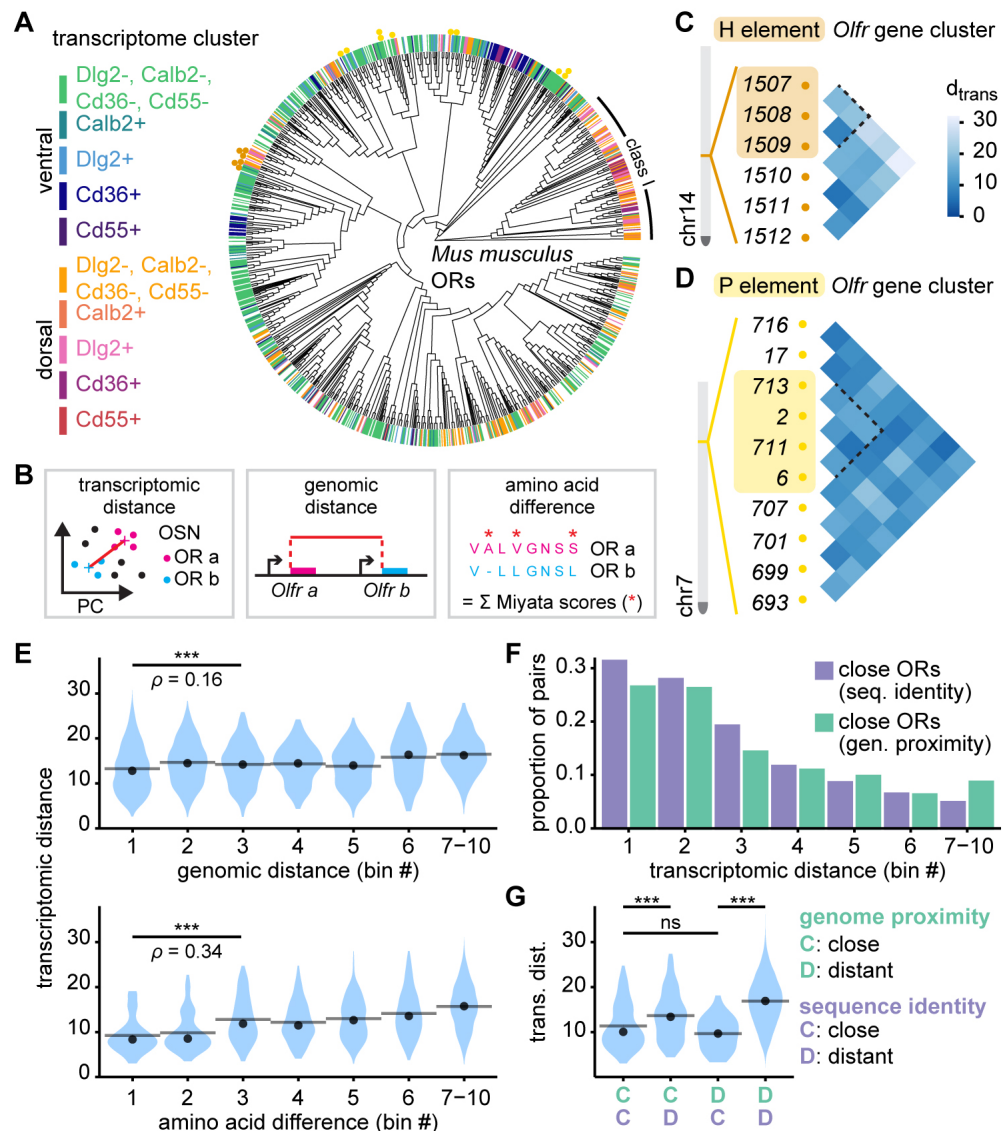 A
transcriptome cluster
ventral
Dlg2-, Calb2-,
Cd36-, Cd55-
Calb2+
Dlg2+
Cd36+
Cd55+
dorsal
Dlg2-, Calb2-,
Cd36-, Cd55-
Calb2+
Dlg2+
Cd36+
Cd55+
class I
Mus musculus
ORs
B
transcriptomic
distance
OSN
OR a
OR b
PC
genomic
distance
Olfr a
Olfr b
amino acid
difference
* * *
V A L V G N S S OR a
V - L L G N S L OR b
= Σ Miyata scores (*)
C
H element Olfr gene cluster
chr14
1507
1508
1509
1510
1511
1512
dtrans
30
20
10
0
D
P element Olfr gene cluster
chr7
716
17
713
2
711
6
707
701
699
693
E
transcriptomic distance
***
ρ = 0.16
30
20
10
0
1 2 3 4 5 6 7-10
genomic distance (bin #)
***
ρ = 0.34
30
20
10
0
1 2 3 4 5 6 7-10
amino acid difference (bin #)
F
proportion of pairs
0.3
0.2
0.1
0.0
close ORs
(seq. identity)
close ORs
(gen. proximity)
1 2 3 4 5 6 7-10
transcriptomic distance (bin #)
G
trans. dist.
*** ***
ns
30
20
10
C C D D
C D C D
genome proximity
C: close
D: distant
sequence identity
C: close
D: distant